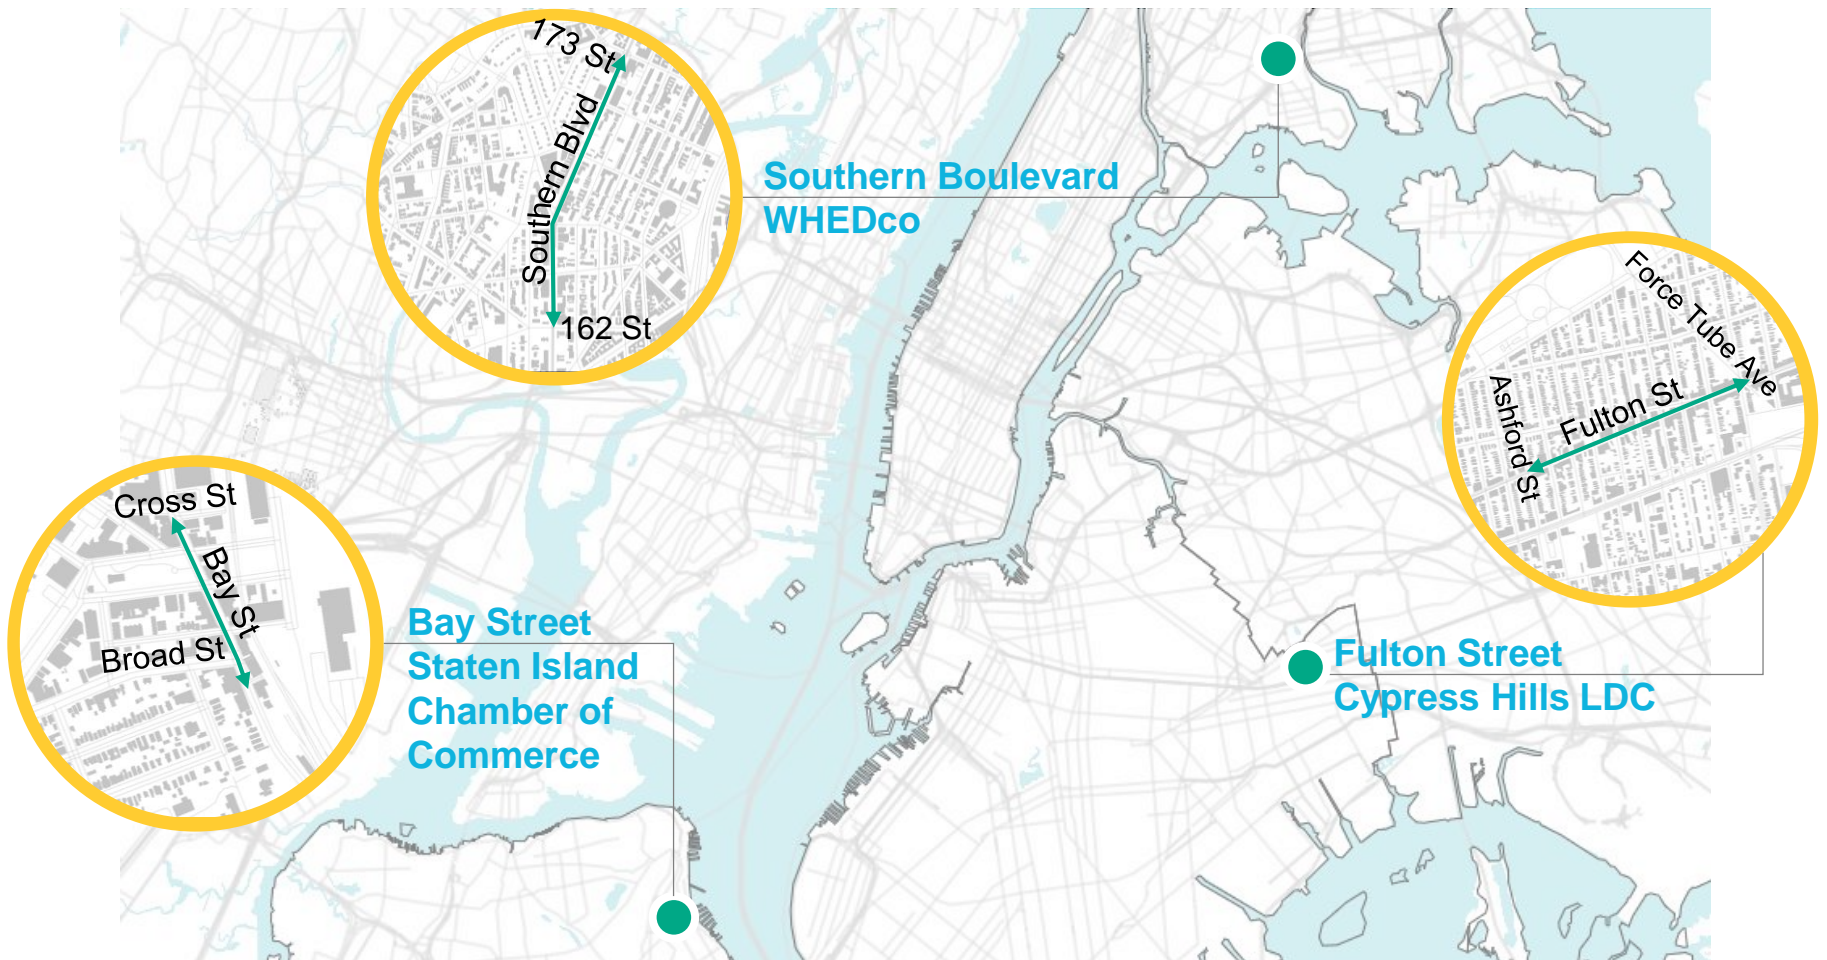 173 St
Southern Blvd
162 St
Southern Boulevard
WHEDco
Force Tube Ave
Ashford St
Fulton St
Cross St
Bay St
Broad St
Bay Street
Staten Island
Chamber of
Commerce
Fulton Street
Cypress Hills LDC